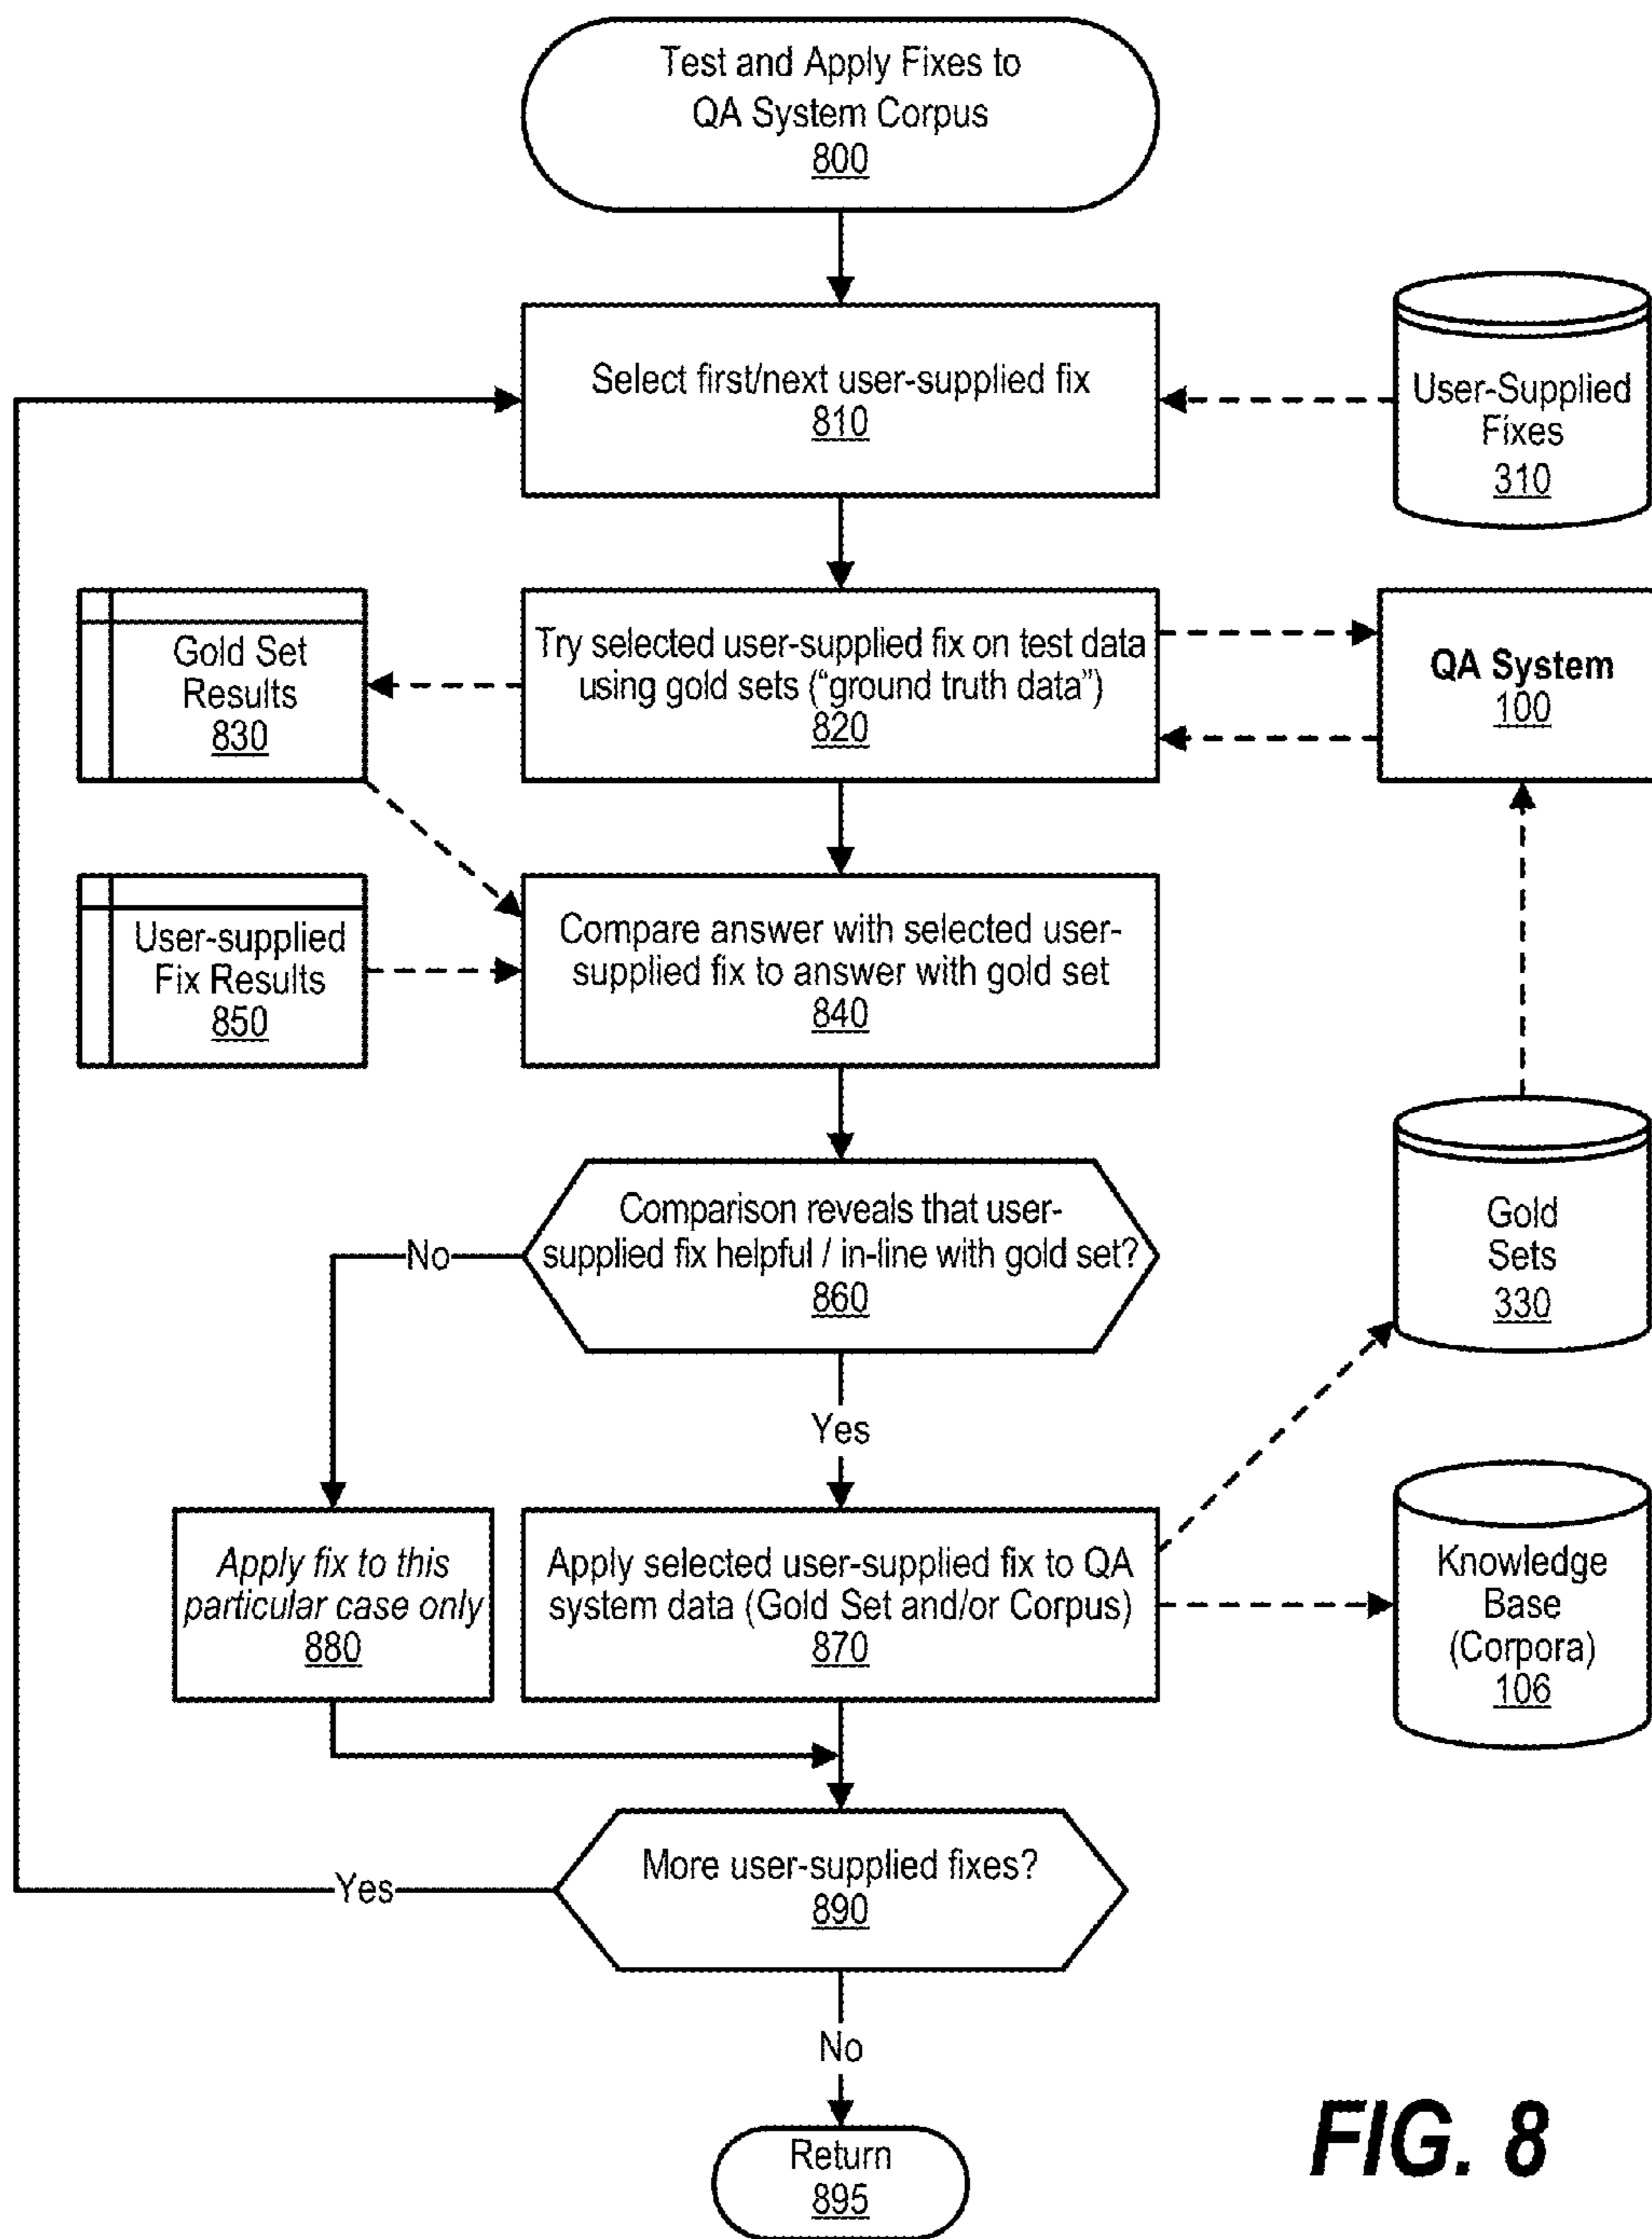 Test and Apply Fixes to
QA System Corpus
800
Select first/next user-supplied fix
810
User-Supplied
Fixes
310
Gold Set
Results
830
Try selected user-supplied fix on test data
using gold sets (“ground truth data”)
820
QA System
100
User-supplied
Fix Results
850
Compare answer with selected user-
supplied fix to answer with gold set
840
Comparison reveals that user-
supplied fix helpful / in-line with gold set?
860
No
Yes
Gold
Sets
330
Apply fix to this
particular case only
880
Apply selected user-supplied fix to QA
system data (Gold Set and/or Corpus)
870
Knowledge
Base
(Corpora)
106
More user-supplied fixes?
890
Yes
No
Return
895
FIG. 8